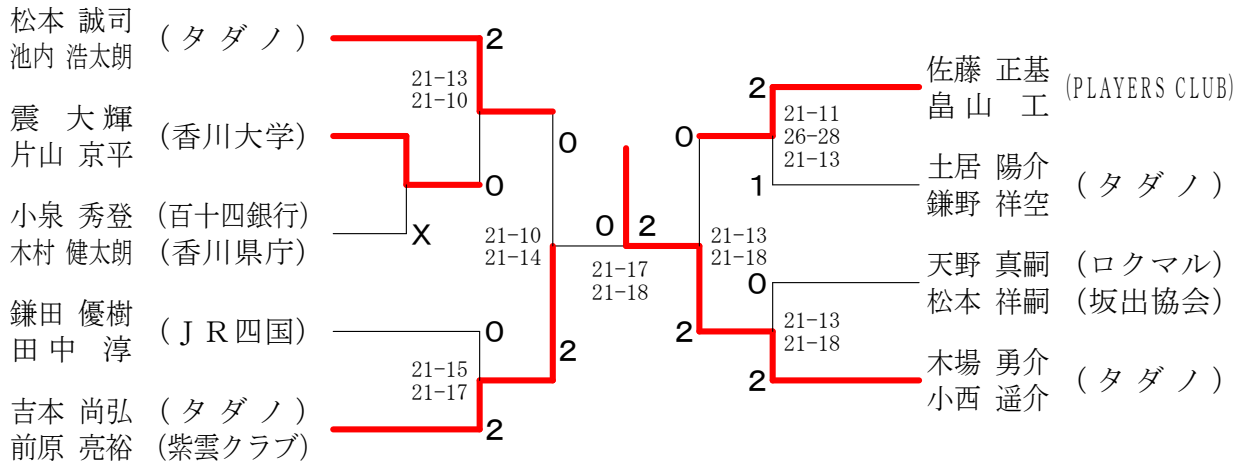 松本 誠司
池内 浩太朗
(タダノ)
2
21-13
21-10
震 大輝
片山 京平
(香川大学)
0
小泉 秀登 (百十四銀行)
木村 健太朗 (香川県庁)
X
0
21-10
21-14
鎌田 優樹
田中 淳
(JR四国)
0
21-15
21-17
2
吉本 尚弘 (タダノ)
前原 亮裕 (紫雲クラブ)
2
0 2
21-17
21-18
佐藤 正基
畠山 工
(PLAYERS CLUB)
2
21-11
26-28
21-13
0
土居 陽介
鎌野 祥空
(タダノ)
1
21-13
21-18
天野 真嗣 (ロクマル)
松本 祥嗣 (坂出協会)
0
21-13
21-18
2
木場 勇介
小西 遥介
(タダノ)
2